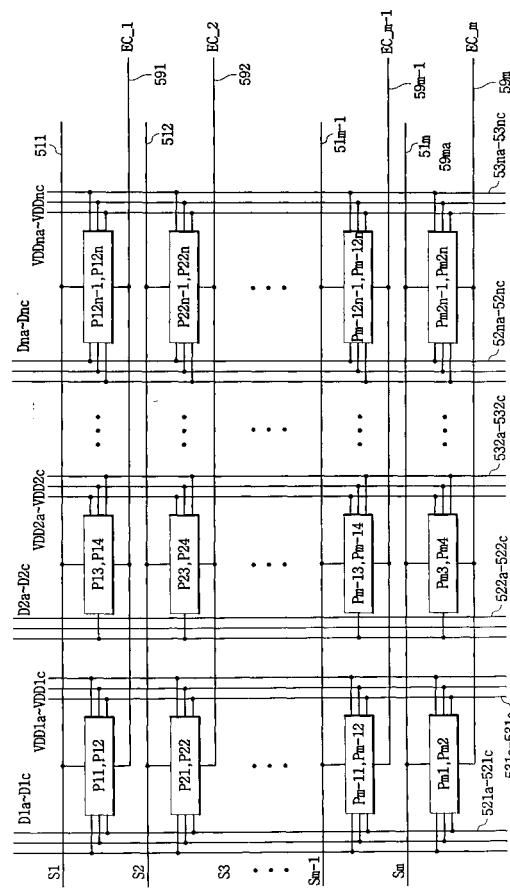 EC_1
591
EC_2
592
EC_m-1
59m-1
EC_m
59m
511
512
51m-1
51m
59ma
53na-53nc
VDDna~VDDnc
Dna~Dnc
P12n-1,P12n
P22n-1,P22n
Pm-12n-1,Pm-12n
Pm2n-1,Pm2n
52na-52nc
532a-532c
VDD2a~VDD2c
D2a~D2c
P13,P14
P23,P24
Pm-13,Pm-14
Pm3,Pm4
522a-522c
VDD1a~VDD1c
D1a~D1c
P11,P12
P21,P22
Pm-11,Pm-12
Pm1,Pm2
521a-521c
S1
S2
S3
Sm-1
Sm